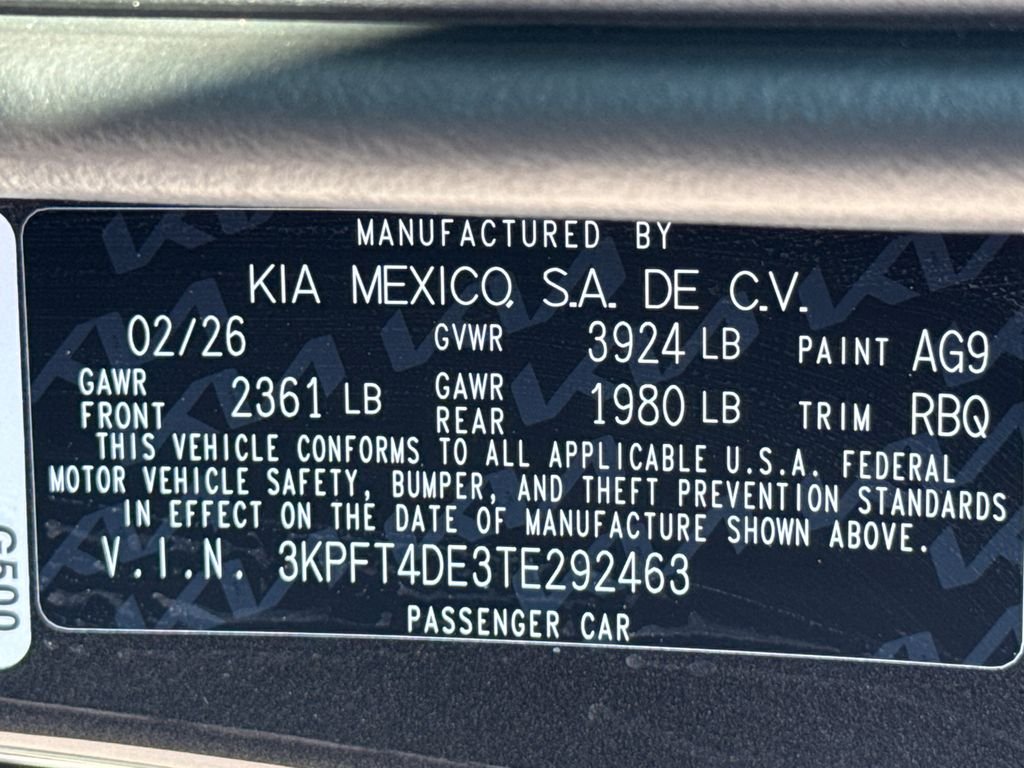 MANUFACTURED BY
KIA MEXICO, S.A. DE C.V.
02/26 GVWR 3924 LB PAINT AG9
GAWR FRONT 2361 LB GAWR REAR 1980 LB TRIM RBQ
THIS VEHICLE CONFORMS TO ALL APPLICABLE U.S.A. FEDERAL
MOTOR VEHICLE SAFETY, BUMPER, AND THEFT PREVENTION STANDARDS
IN EFFECT ON THE DATE OF MANUFACTURE SHOWN ABOVE.
V.I.N. 3KPFT4DE3TE292463
PASSENGER CAR
G500